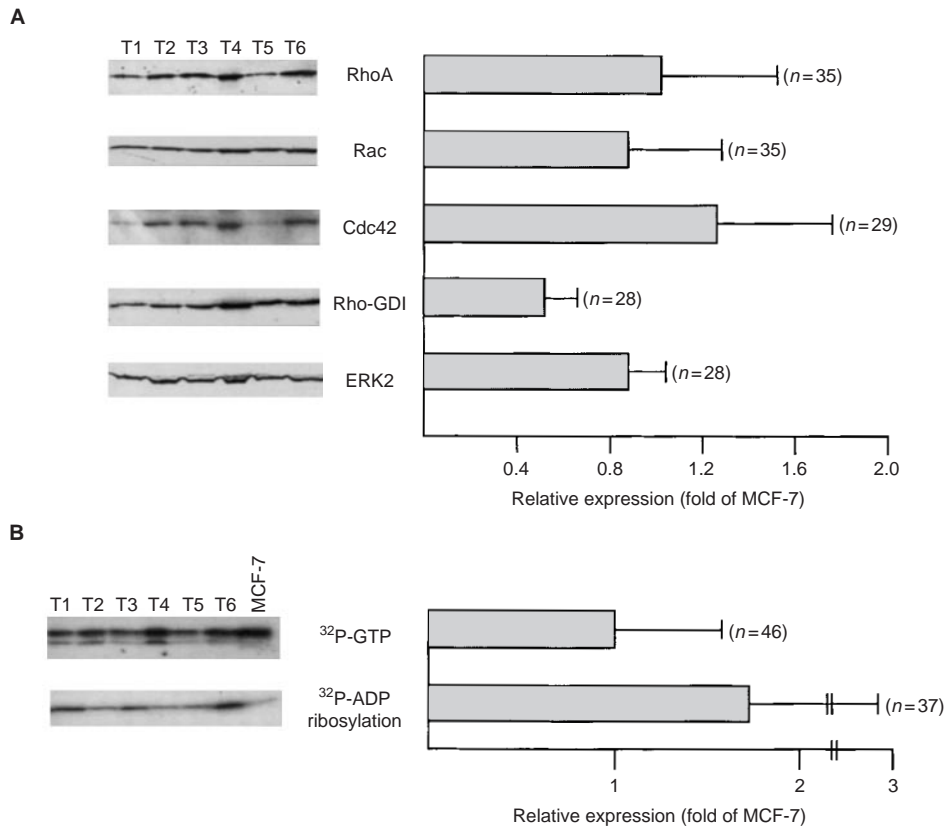 A
T1 T2 T3 T4 T5 T6
RhoA
(n=35)
Rac
(n=35)
Cdc42
(n=29)
Rho-GDI
(n=28)
ERK2
(n=28)
0.4 0.8 1.2 1.6 2.0
Relative expression (fold of MCF-7)
B
T1 T2 T3 T4 T5 T6 MCF-7
³²P-GTP
(n=46)
³²P-ADP
ribosylation
(n=37)
1 2 3
Relative expression (fold of MCF-7)